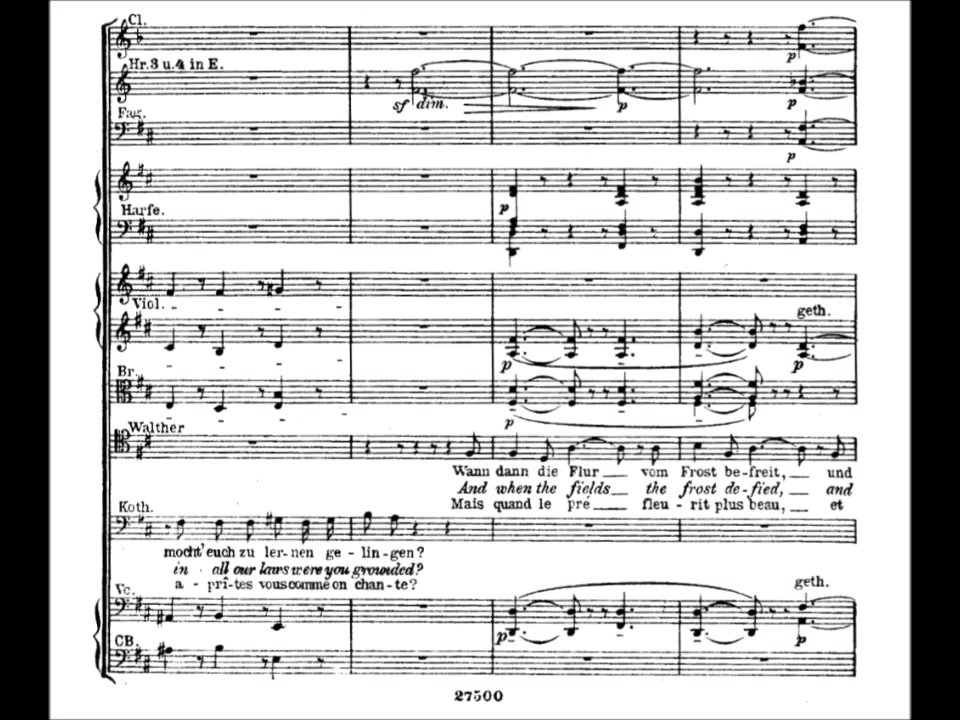 Cl.
Hr.3 u.4 in E.
p
sf dim. p p
Fag.
p
Harfe.
p
Viol.
geth.
p p
Br.
p
Walther
Wann dann die Flur vom Frost be-freit, und
And when the fields the frost de-fied, and
Mais quand le pré fleu-rit plus beau, et
Koth.
mocht' euch zu ler-nen ge-lin-gen?
in all our laws were you grounded?
a-pri-tes vous comme on chan-te?
Vc.
geth.
p p
CB.
27500